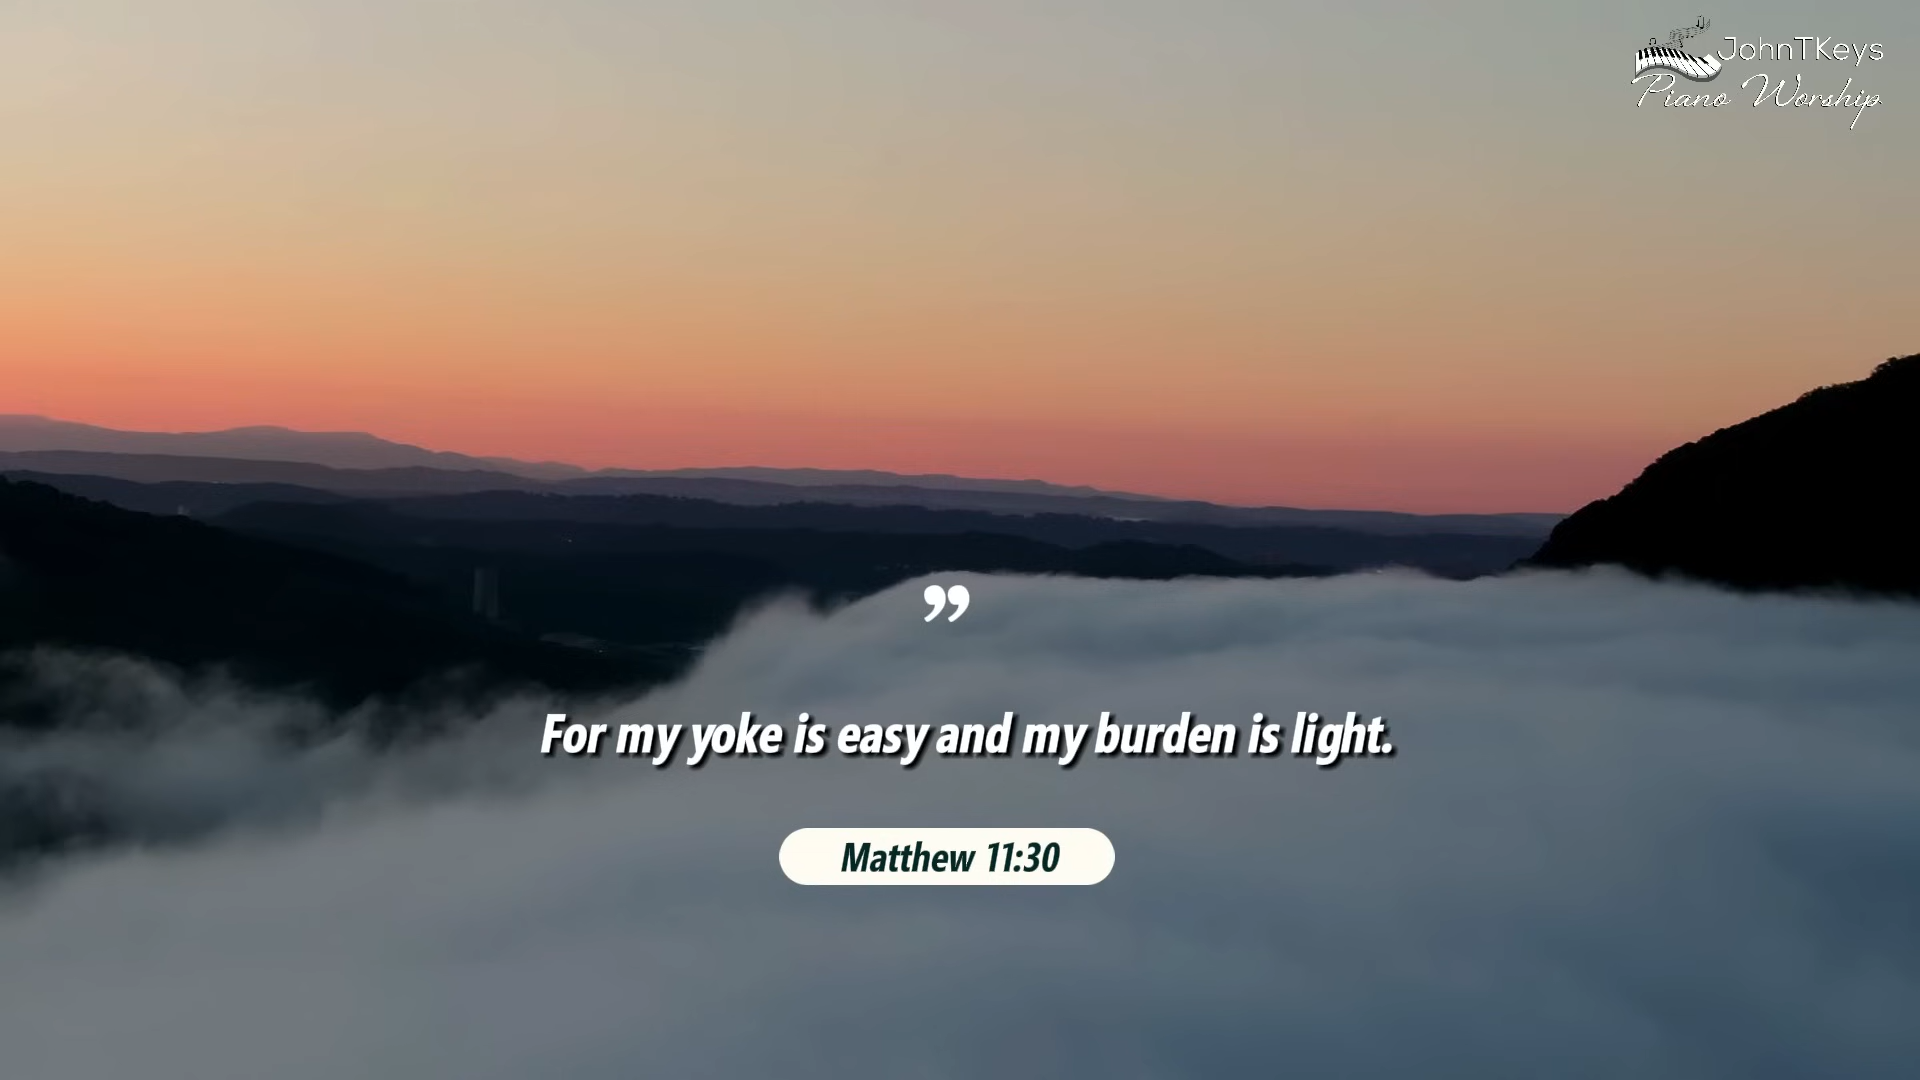 JohnTKeys
Piano Worship
”
For my yoke is easy and my burden is light.
Matthew 11:30